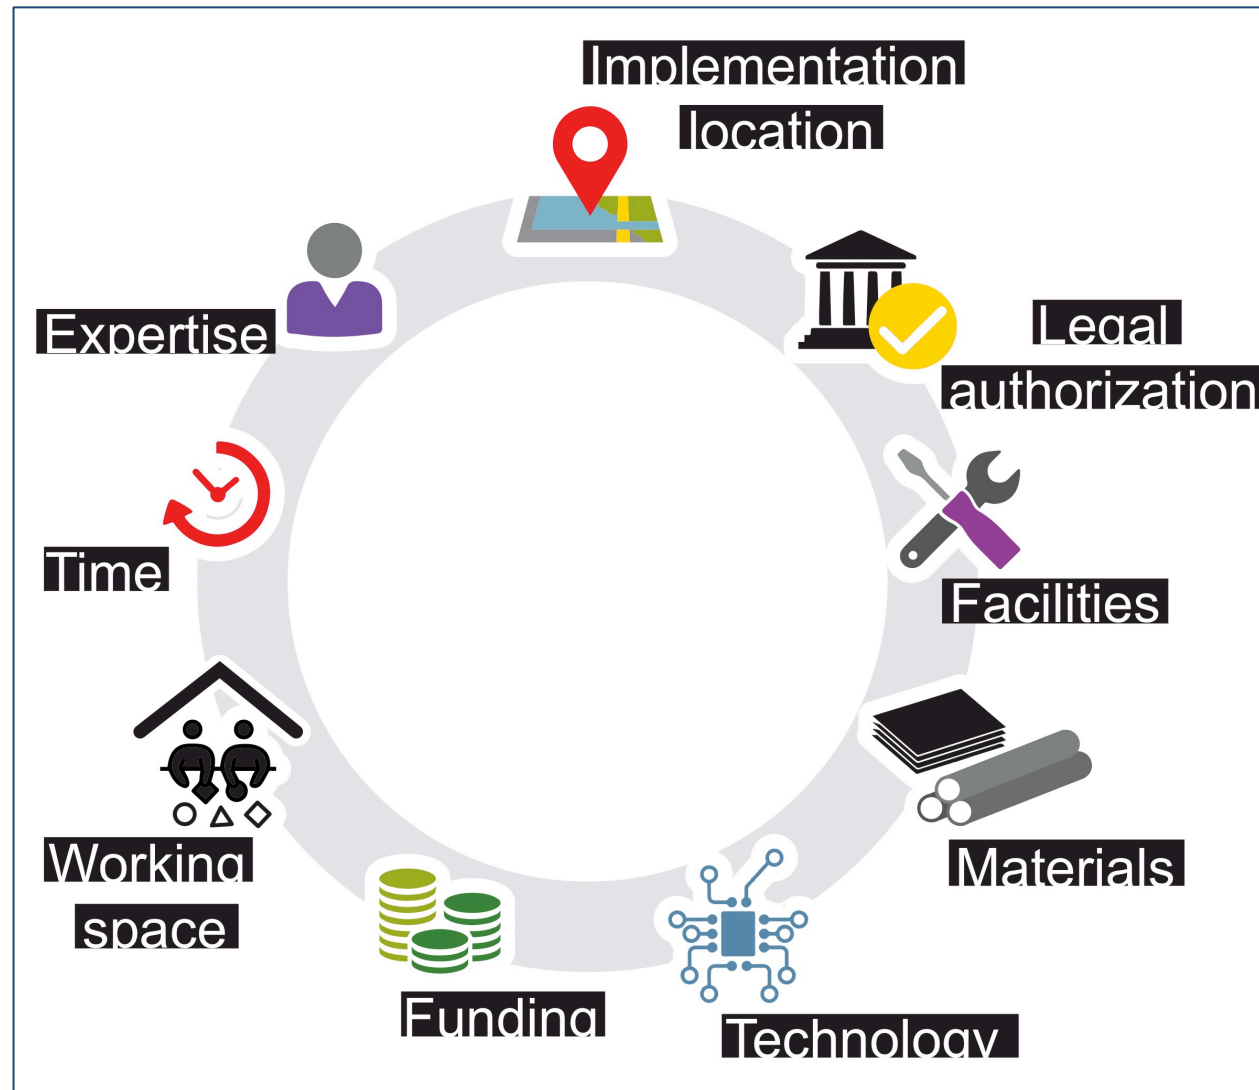 Implementation
location
Legal
authorization
Facilities
Materials
Technology
Funding
Working
space
Time
Expertise